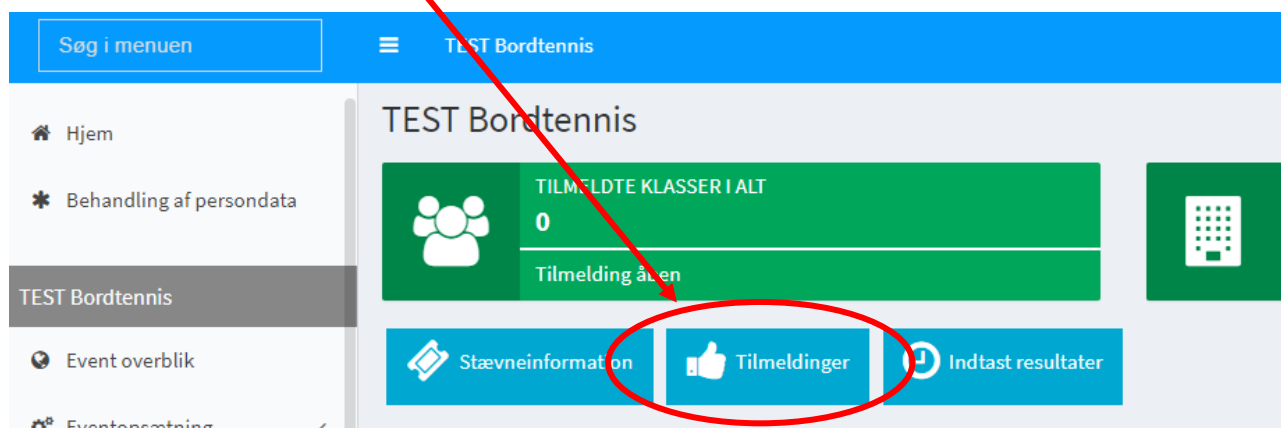 Søg i menuen
TEST Bordtennis
Hjem
Behandling af persondata
TEST Bordtennis
Event overblik
Eventopsætning
TEST Bordtennis
TILMELDTE KLASSER I ALT
0
Tilmelding åben
Stævneinformation
Tilmeldinger
Indtast resultater